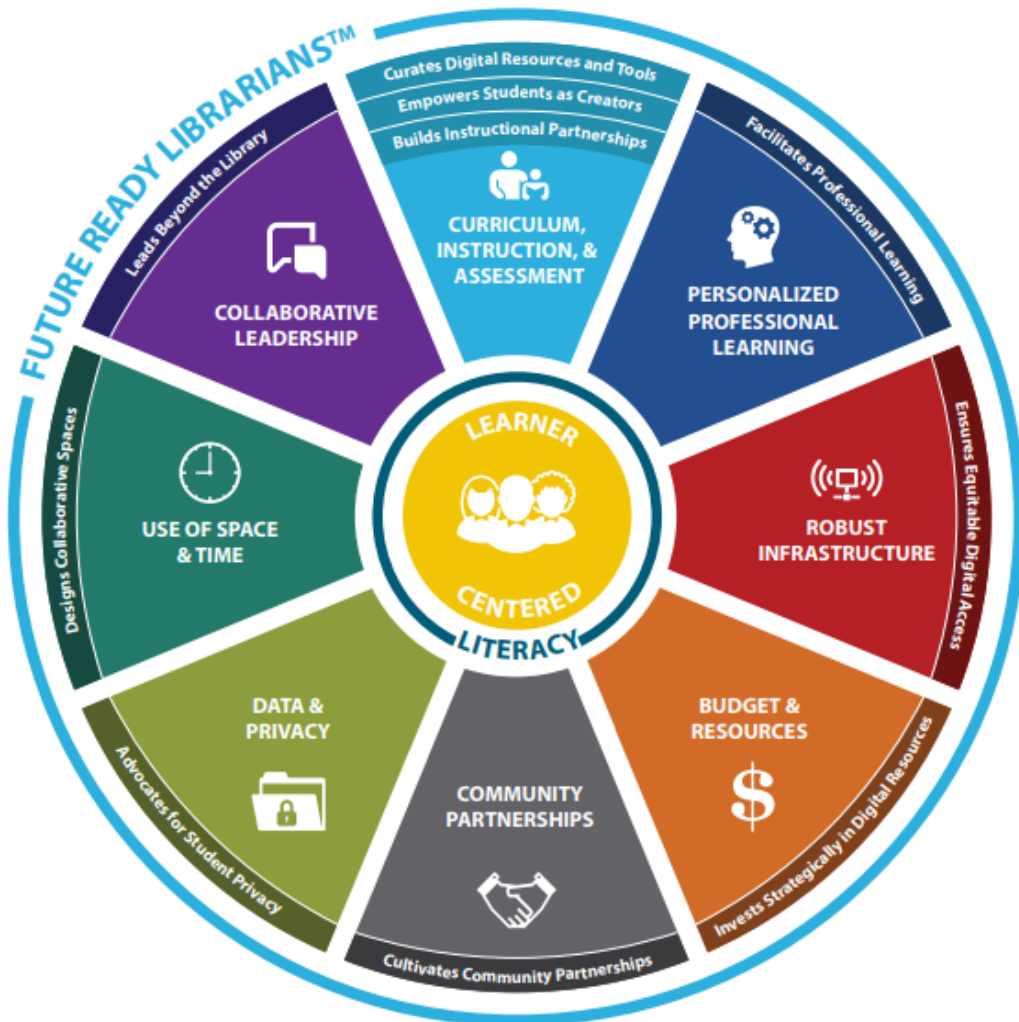 FUTURE READY LIBRARIANS™
Curates Digital Resources and Tools
Empowers Students as Creators
Builds Instructional Partnerships
CURRICULUM,
INSTRUCTION, &
ASSESSMENT
Facilitates Professional Learning
PERSONALIZED
PROFESSIONAL
LEARNING
Ensures Equitable Digital Access
ROBUST
INFRASTRUCTURE
Invests Strategically in Digital Resources
BUDGET &
RESOURCES
$
Cultivates Community Partnerships
COMMUNITY
PARTNERSHIPS
Advocates for Student Privacy
DATA &
PRIVACY
Designs Collaborative Spaces
USE OF SPACE
& TIME
Leads Beyond the Library
COLLABORATIVE
LEADERSHIP
LEARNER
CENTERED
LITERACY